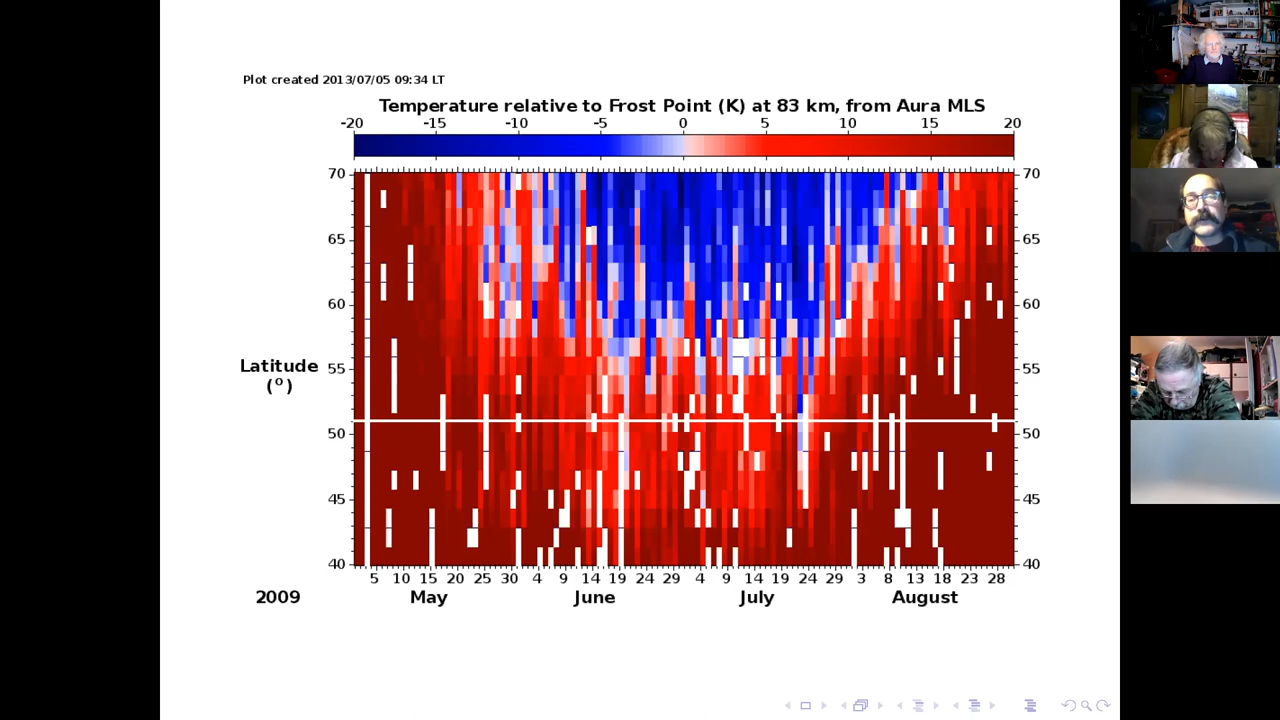 Plot created 2013/07/05 09:34 LT
Temperature relative to Frost Point (K) at 83 km, from Aura MLS
-20 -15 -10 -5 0 5 10 15 20
70 70
65 65
60 60
Latitude
55 55
(º)
50 50
45 45
40 40
5 10 15 20 25 30 4 9 14 19 24 29 4 9 14 19 24 29 3 8 13 18 23 28
2009 May June July August